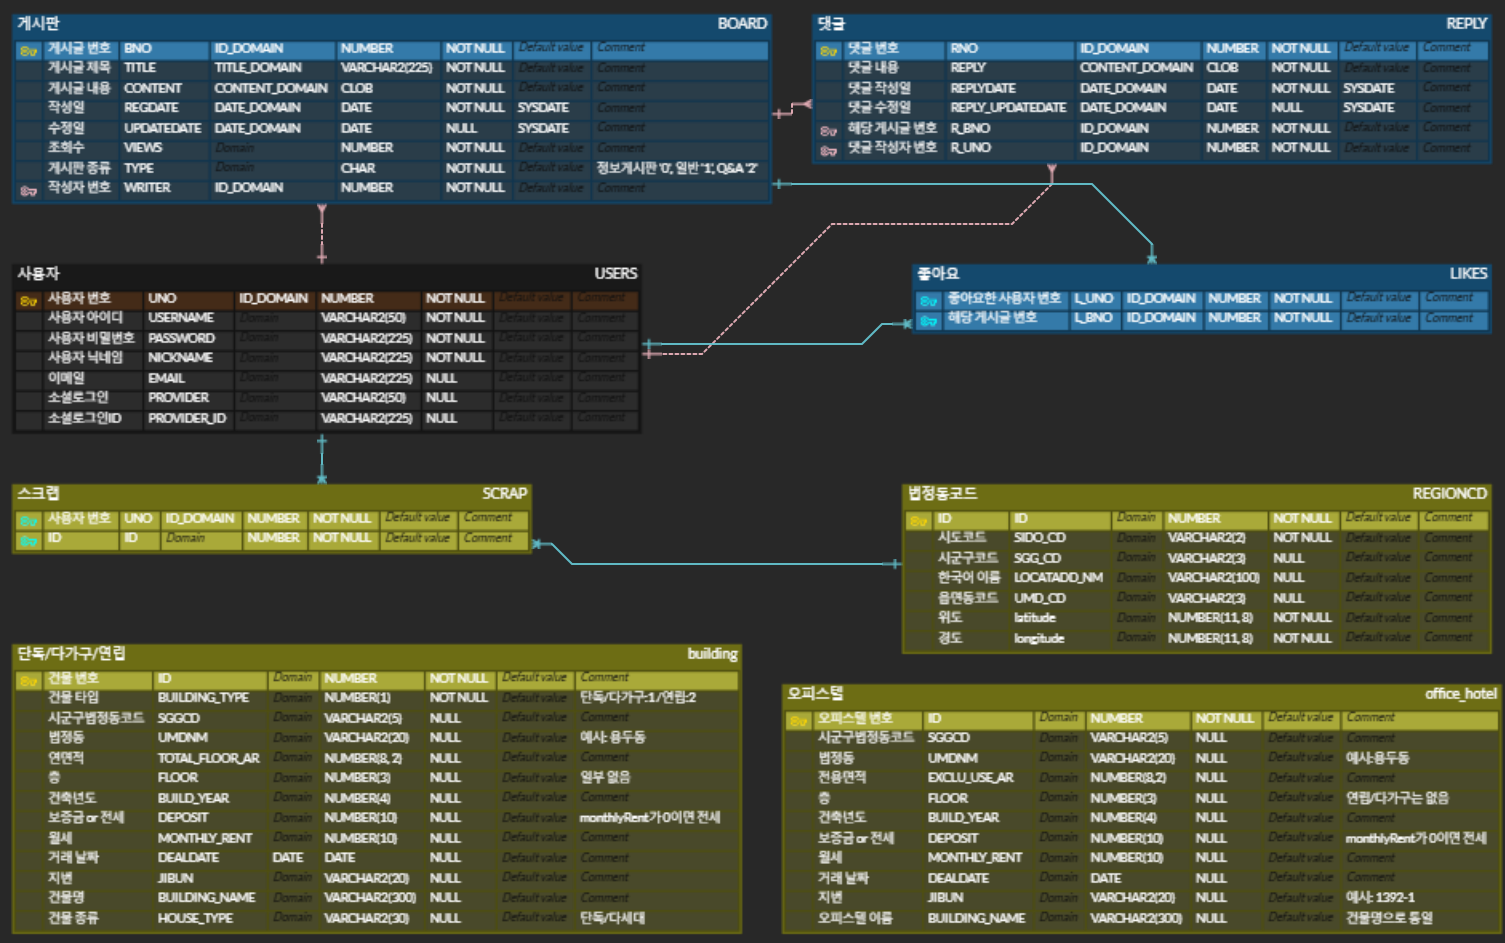 게시판 BOARD
게시글 번호 BNO ID_DOMAIN NUMBER NOT NULL Default value Comment
게시글 제목 TITLE TITLE_DOMAIN VARCHAR2(225) NOT NULL Default value Comment
게시글 내용 CONTENT CONTENT_DOMAIN CLOB NOT NULL Default value Comment
작성일 REGDATE DATE_DOMAIN DATE NOT NULL SYSDATE Comment
수정일 UPDATEDATE DATE_DOMAIN DATE NULL SYSDATE Comment
조회수 VIEWS Domain NUMBER NOT NULL Default value Comment
게시판 종류 TYPE Domain CHAR NOT NULL Default value 정보게시판 '0', 일반 '1', Q&A '2'
작성자 번호 WRITER ID_DOMAIN NUMBER NOT NULL Default value Comment
댓글 REPLY
댓글 번호 RNO ID_DOMAIN NUMBER NOT NULL Default value Comment
댓글 내용 REPLY CONTENT_DOMAIN CLOB NOT NULL Default value Comment
댓글 작성일 REPLYDATE DATE_DOMAIN DATE NOT NULL SYSDATE Comment
댓글 수정일 REPLY_UPDATEDATE DATE_DOMAIN DATE NULL SYSDATE Comment
해당 게시글 번호 R_BNO ID_DOMAIN NUMBER NOT NULL Default value Comment
댓글 작성자 번호 R_UNO ID_DOMAIN NUMBER NOT NULL Default value Comment
사용자 USERS
사용자 번호 UNO ID_DOMAIN NUMBER NOT NULL Default value Comment
사용자 아이디 USERNAME Domain VARCHAR2(50) NOT NULL Default value Comment
사용자 비밀번호 PASSWORD Domain VARCHAR2(225) NOT NULL Default value Comment
사용자 닉네임 NICKNAME Domain VARCHAR2(225) NOT NULL Default value Comment
이메일 EMAIL Domain VARCHAR2(225) NULL Default value Comment
소셜로그인 PROVIDER Domain VARCHAR2(50) NULL Default value Comment
소셜로그인ID PROVIDER_ID Domain VARCHAR2(225) NULL Default value Comment
좋아요 LIKES
좋아요한 사용자 번호 L_UNO ID_DOMAIN NUMBER NOT NULL Default value Comment
해당 게시글 번호 L_BNO ID_DOMAIN NUMBER NOT NULL Default value Comment
스크랩 SCRAP
사용자 번호 UNO ID_DOMAIN NUMBER NOT NULL Default value Comment
ID ID Domain NUMBER NOT NULL Default value Comment
법정동코드 REGIONCD
ID ID Domain NUMBER NOT NULL Default value Comment
시도코드 SIDO_CD Domain VARCHAR2(2) NOT NULL Default value Comment
시군구코드 SGG_CD Domain VARCHAR2(3) NULL Default value Comment
한국어 이름 LOCATADD_NM Domain VARCHAR2(100) NULL Default value Comment
읍면동코드 UMD_CD Domain VARCHAR2(3) NULL Default value Comment
위도 latitude Domain NUMBER(11, 8) NOT NULL Default value Comment
경도 longitude Domain NUMBER(11, 8) NOT NULL Default value Comment
단독/다가구/연립 building
건물 번호 ID Domain NUMBER NOT NULL Default value Comment
건물 타입 BUILDING_TYPE Domain NUMBER(1) NOT NULL Default value 단독/다가구:1 /연립:2
시군구법정동코드 SGGCD Domain VARCHAR2(5) NULL Default value Comment
법정동 UMDNM Domain VARCHAR2(20) NULL Default value 예시: 용두동
연면적 TOTAL_FLOOR_AR Domain NUMBER(8, 2) NULL Default value Comment
층 FLOOR Domain NUMBER(3) NULL Default value 일부 없음
건축년도 BUILD_YEAR Domain NUMBER(4) NULL Default value Comment
보증금 or 전세 DEPOSIT Domain NUMBER(10) NULL Default value monthlyRent가 0이면 전세
월세 MONTHLY_RENT Domain NUMBER(10) NULL Default value Comment
거래 날짜 DEALDATE DATE DATE NULL Default value Comment
지번 JIBUN Domain VARCHAR2(20) NULL Default value Comment
건물명 BUILDING_NAME Domain VARCHAR2(300) NULL Default value Comment
건물 종류 HOUSE_TYPE Domain VARCHAR2(30) NULL Default value 단독/다세대
오피스텔 office_hotel
오피스텔 번호 ID Domain NUMBER NOT NULL Default value Comment
시군구법정동코드 SGGCD Domain VARCHAR2(5) NULL Default value Comment
법정동 UMDNM Domain VARCHAR2(20) NULL Default value 예시:용두동
전용면적 EXCLU_USE_AR Domain NUMBER(8,2) NULL Default value Comment
층 FLOOR Domain NUMBER(3) NULL Default value 연립/다가구는 없음
건축년도 BUILD_YEAR Domain NUMBER(4) NULL Default value Comment
보증금 or 전세 DEPOSIT Domain NUMBER(10) NULL Default value monthlyRent가 0이면 전세
월세 MONTHLY_RENT Domain NUMBER(10) NULL Default value Comment
거래 날짜 DEALDATE Domain DATE NULL Default value Comment
지번 JIBUN Domain VARCHAR2(20) NULL Default value 예시: 1392-1
오피스텔 이름 BUILDING_NAME Domain VARCHAR2(300) NULL Default value 건물명으로 통일